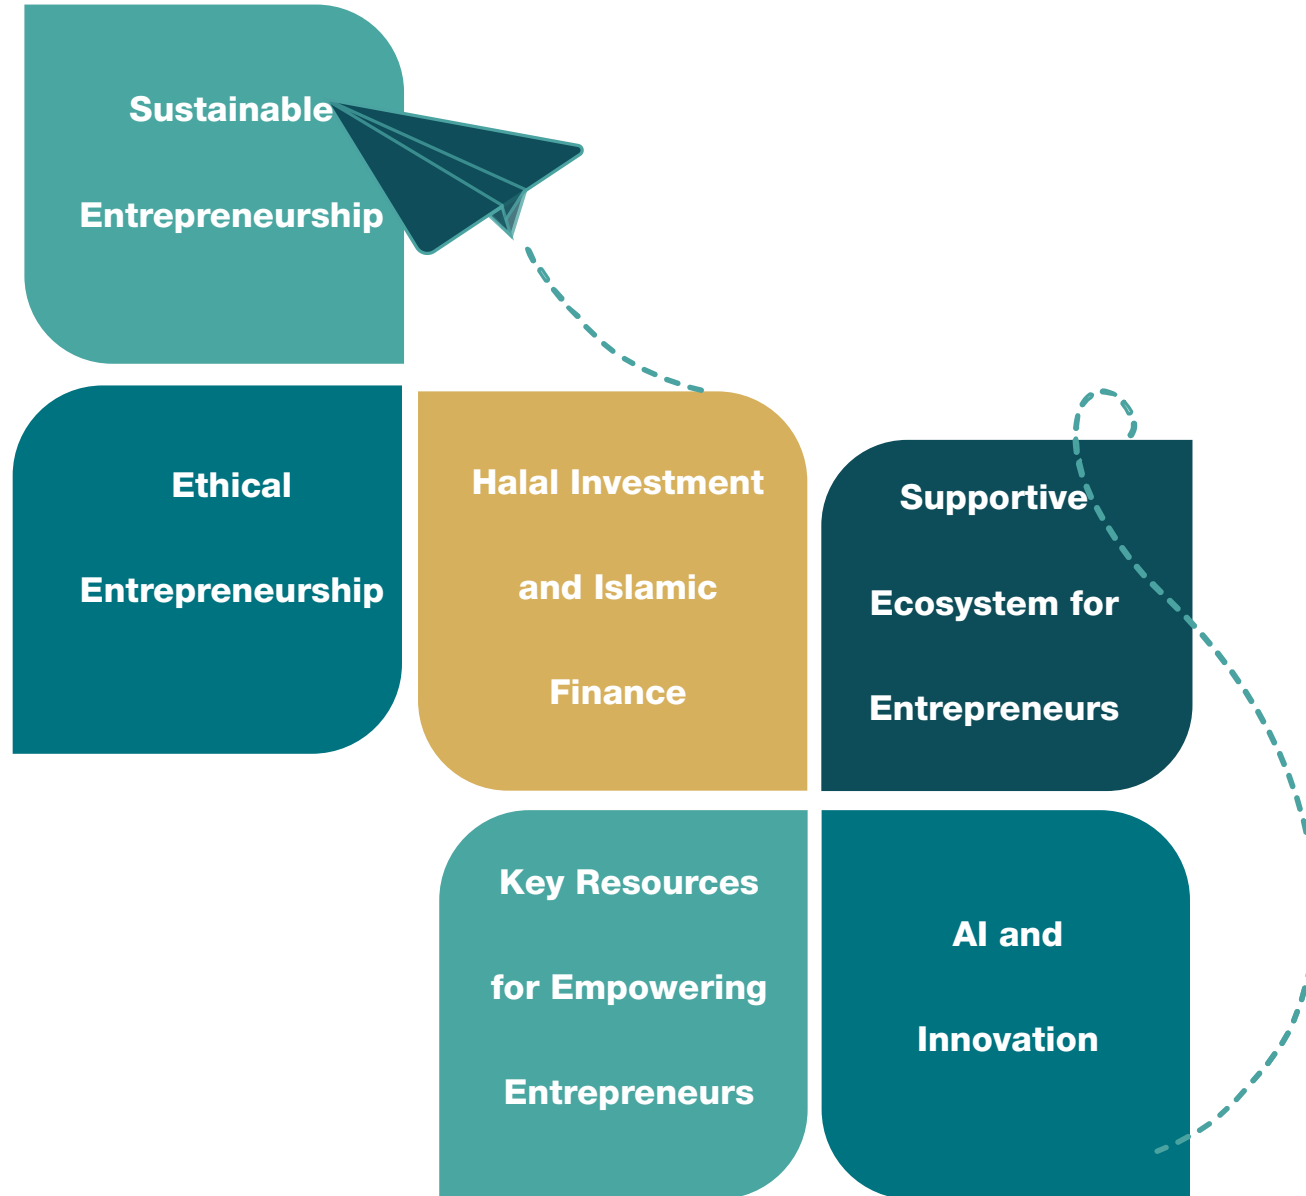 Sustainable
Entrepreneurship
Ethical
Entrepreneurship
Halal Investment
and Islamic
Finance
Supportive
Ecosystem for
Entrepreneurs
Key Resources
for Empowering
Entrepreneurs
AI and
Innovation